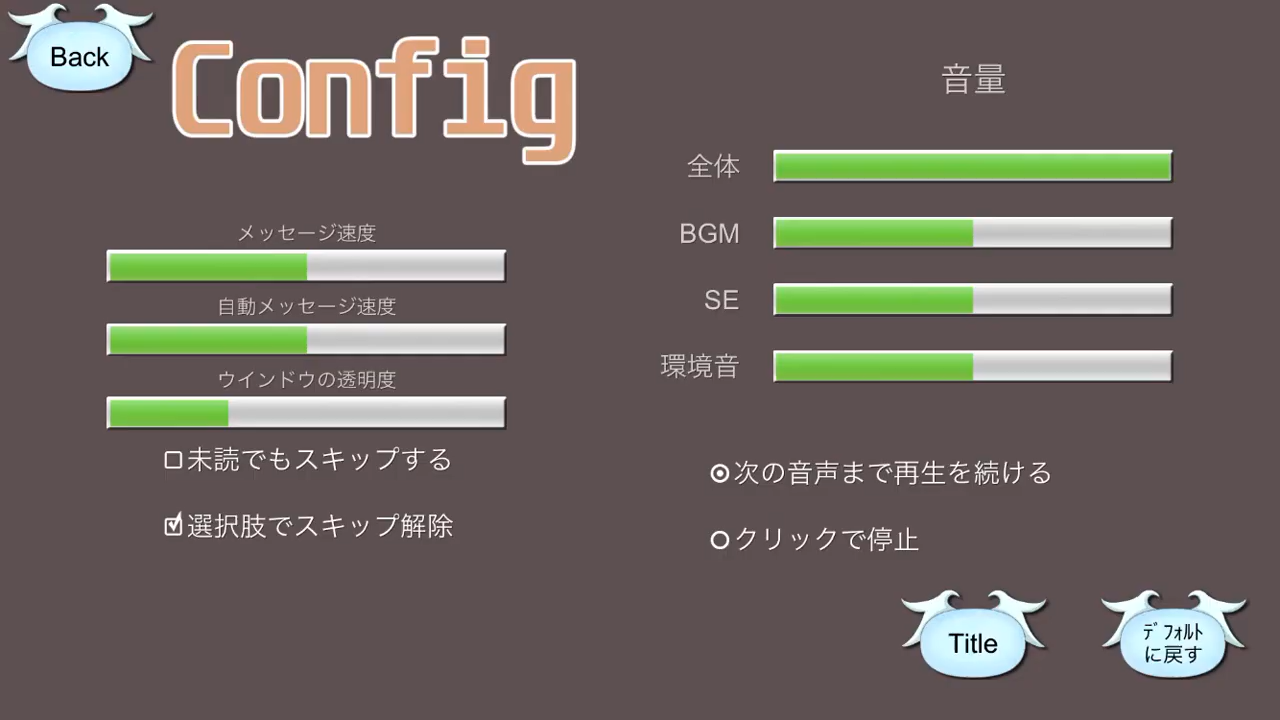 Back
Config
メッセージ速度
自動メッセージ速度
ウインドウの透明度
未読でもスキップする
選択肢でスキップ解除
音量
全体
BGM
SE
環境音
次の音声まで再生を続ける
クリックで停止
Title
ﾃﾞﾌｫﾙﾄ
に戻す